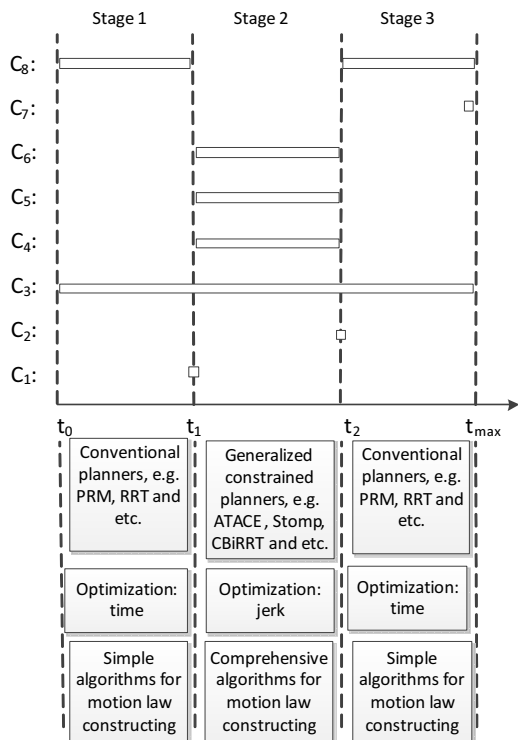 Stage 1
Stage 2
Stage 3
C8:
C7:
C6:
C5:
C4:
C3:
C2:
C1:
t0
t1
t2
tmax
Conventional
planners, e.g.
PRM, RRT and
etc.
Generalized
constrained
planners, e.g.
ATACE, Stomp,
CBiRRT and etc.
Conventional
planners, e.g.
PRM, RRT and
etc.
Optimization:
time
Optimization:
jerk
Optimization:
time
Simple
algorithms for
motion law
constructing
Comprehensive
algorithms for
motion law
constructing
Simple
algorithms for
motion law
constructing